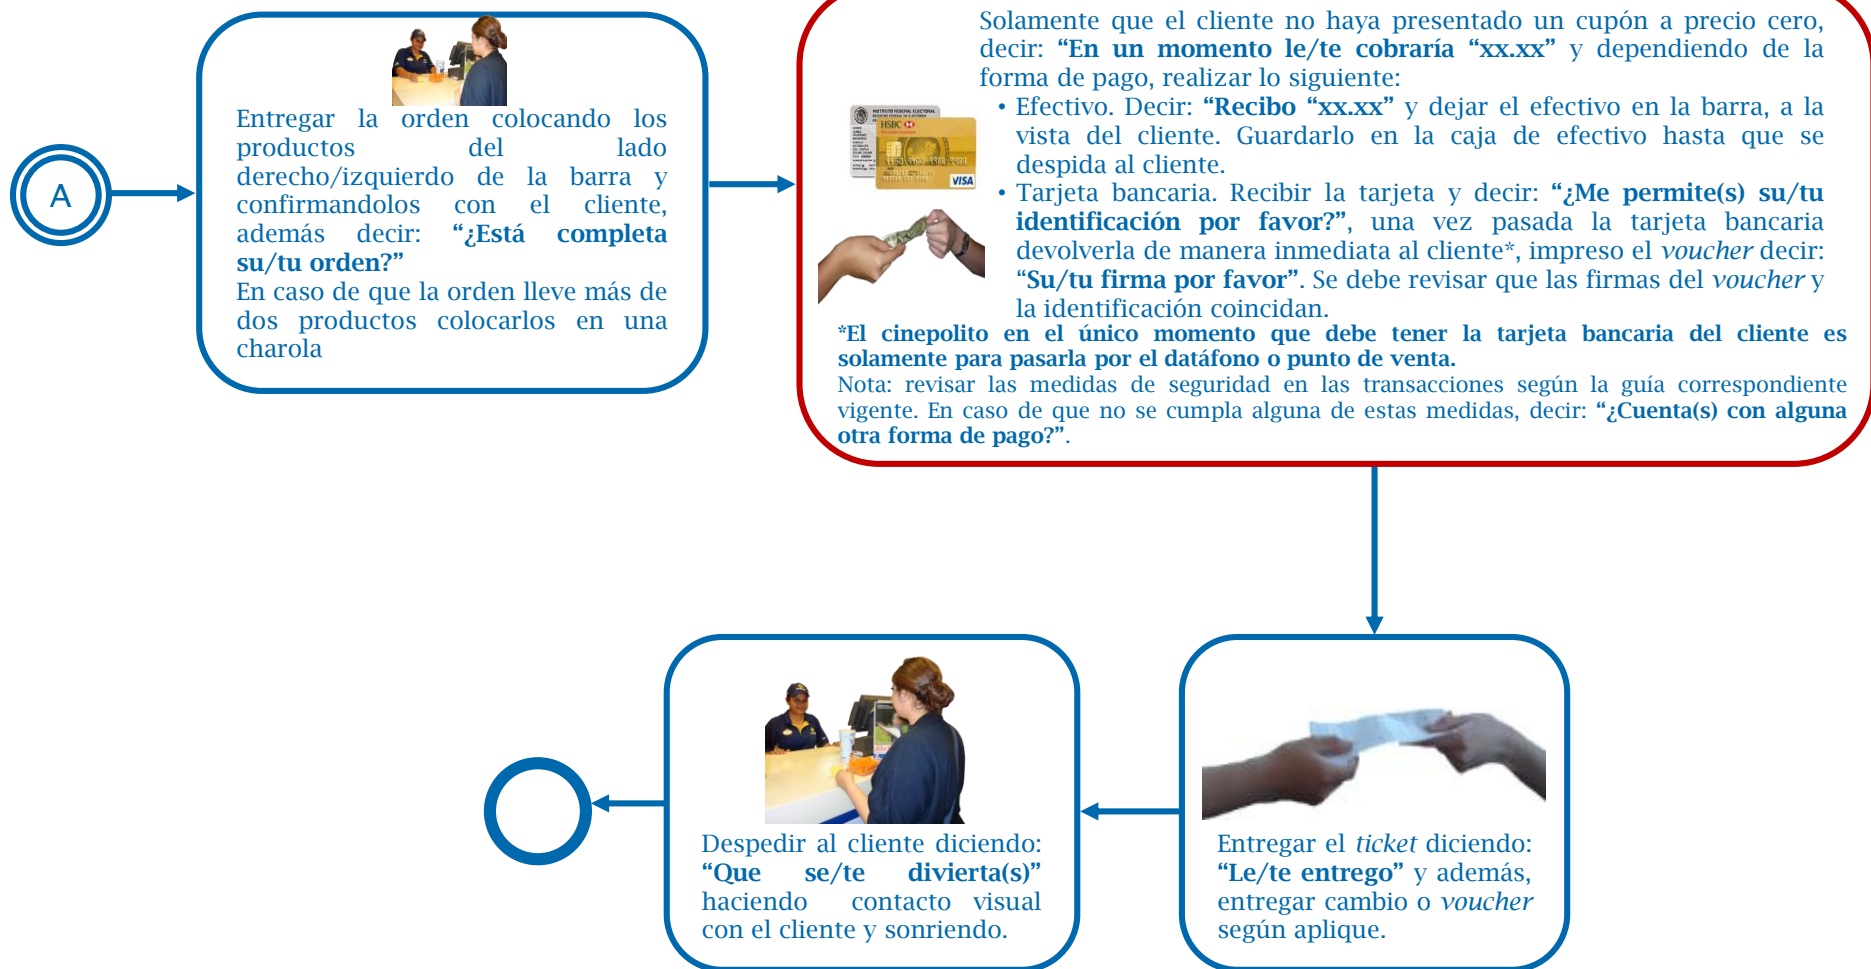 A
Entregar la orden colocando los
productos del lado
derecho/izquierdo de la barra y
confirmandolos con el cliente,
además decir: “¿Está completa
su/tu orden?”
En caso de que la orden lleve más de
dos productos colocarlos en una
charola
Solamente que el cliente no haya presentado un cupón a precio cero,
decir: “En un momento le/te cobraría “xx.xx” y dependiendo de la
forma de pago, realizar lo siguiente:
• Efectivo. Decir: “Recibo “xx.xx” y dejar el efectivo en la barra, a la
vista del cliente. Guardarlo en la caja de efectivo hasta que se
despida al cliente.
• Tarjeta bancaria. Recibir la tarjeta y decir: “¿Me permite(s) su/tu
identificación por favor?”, una vez pasada la tarjeta bancaria
devolverla de manera inmediata al cliente*, impreso el voucher decir:
“Su/tu firma por favor”. Se debe revisar que las firmas del voucher y
la identificación coincidan.
INSTITUTO FEDERAL ELECTORAL
HSBC
VISA
*El cinepolito en el único momento que debe tener la tarjeta bancaria del cliente es
solamente para pasarla por el datáfono o punto de venta.
Nota: revisar las medidas de seguridad en las transacciones según la guía correspondiente
vigente. En caso de que no se cumpla alguna de estas medidas, decir: “¿Cuenta(s) con alguna
otra forma de pago?”.
Entregar el ticket diciendo:
“Le/te entrego” y además,
entregar cambio o voucher
según aplique.
Despedir al cliente diciendo:
“Que se/te divierta(s)”
haciendo contacto visual
con el cliente y sonriendo.